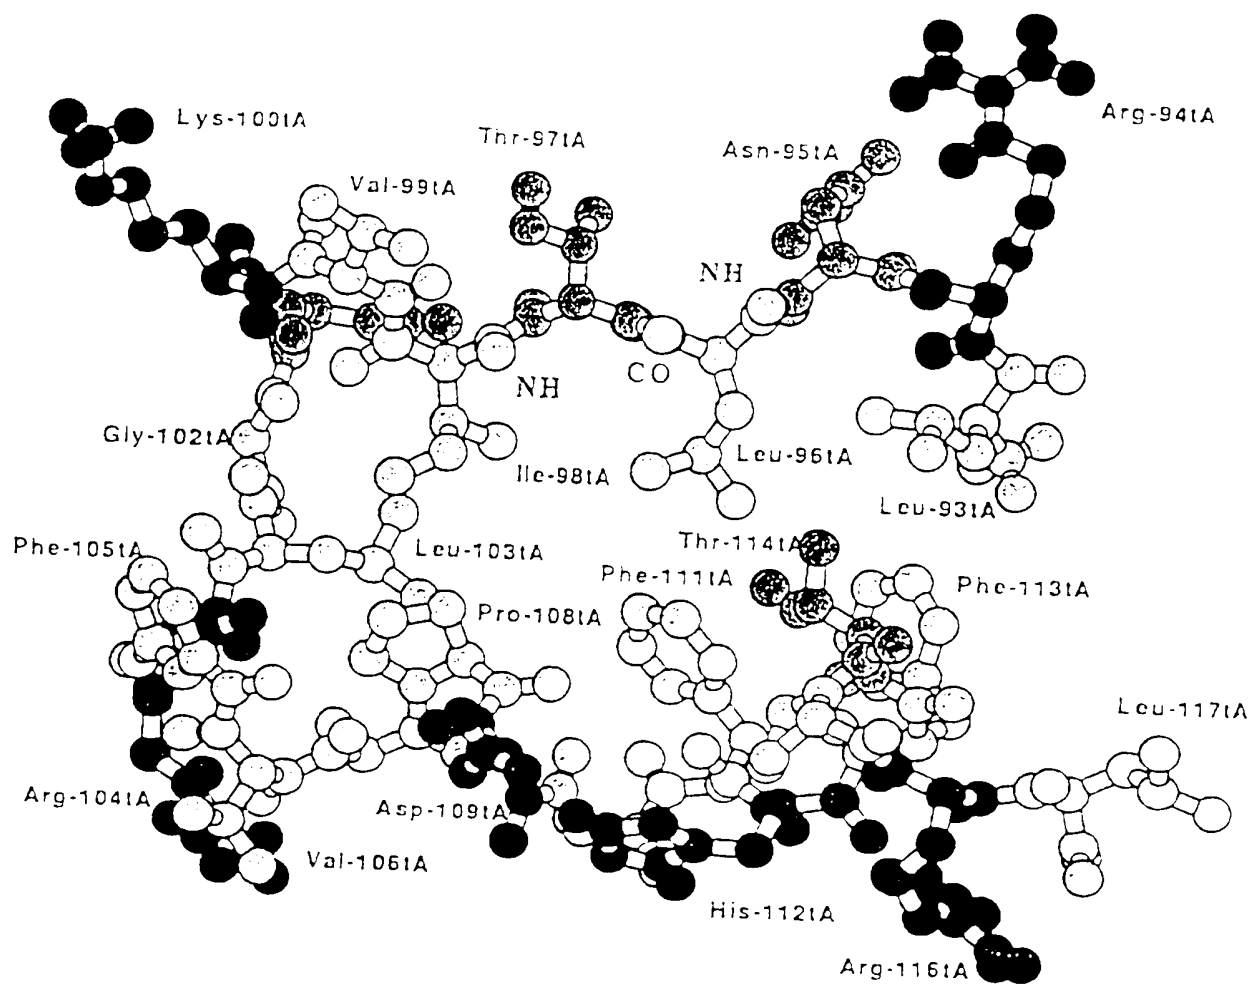 Lys-100tA
Thr-97tA
Asn-95tA
Arg-94tA
Val-99tA
NH
NH
CO
Gly-102tA
Ile-98tA
Leu-96tA
Leu-93tA
Phe-105tA
Leu-103tA
Thr-114tA
Phe-111tA
Phe-113tA
Pro-108tA
Leu-117tA
Arg-104tA
Asp-109tA
Val-106tA
His-112tA
Arg-116tA